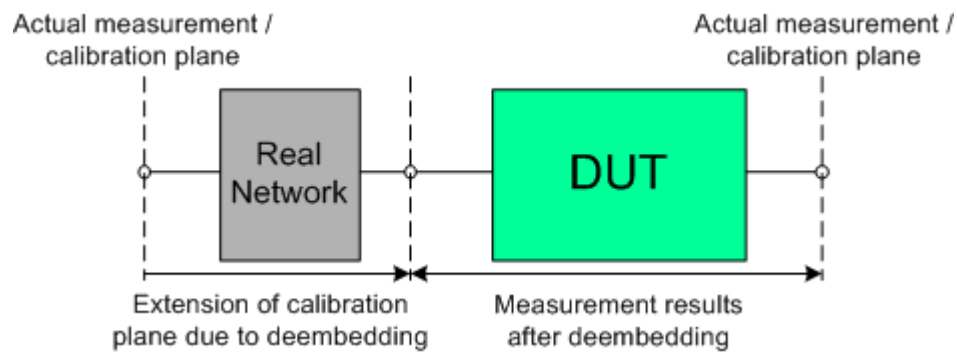 Actual measurement /
calibration plane
Actual measurement /
calibration plane
Real
Network
DUT
Extension of calibration
plane due to deembedding
Measurement results
after deembedding